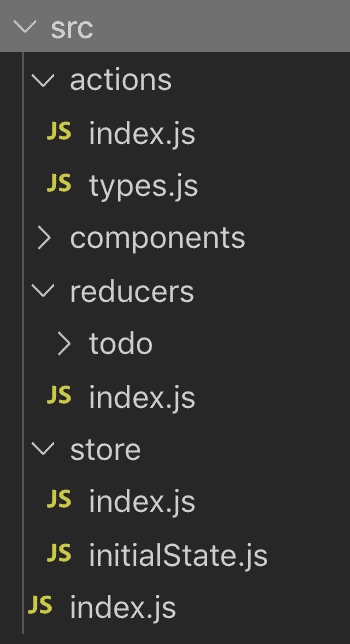 src
actions
JS index.js
JS types.js
components
reducers
todo
JS index.js
store
JS index.js
JS initialState.js
JS index.js